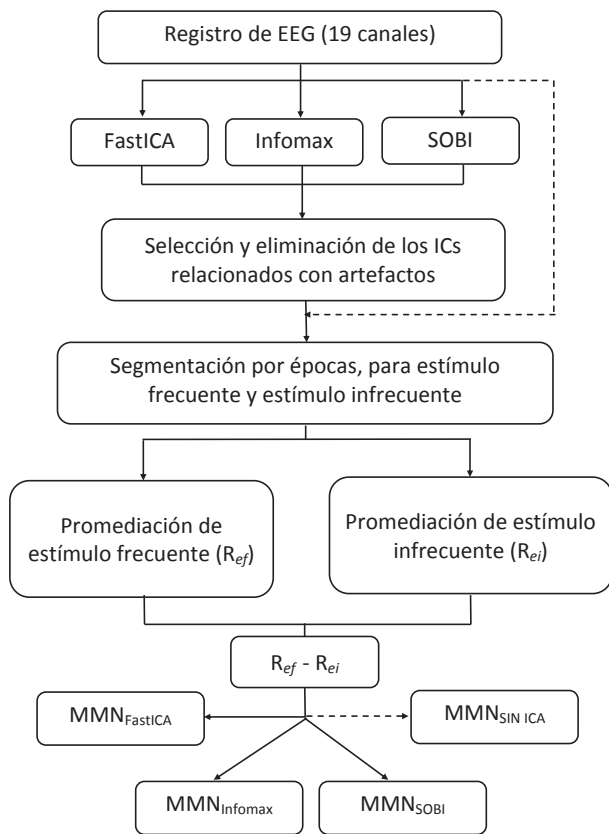 Registro de EEG (19 canales)
FastICA
Infomax
SOBI
Selección y eliminación de los ICs
relacionados con artefactos
Segmentación por épocas, para estímulo
frecuente y estímulo infrecuente
Promediación de
estímulo frecuente (Ref)
Promediación de estímulo
infrecuente (Rei)
Ref - Rei
MMNFastICA
MMNSIN ICA
MMNInfomax
MMNSOBI